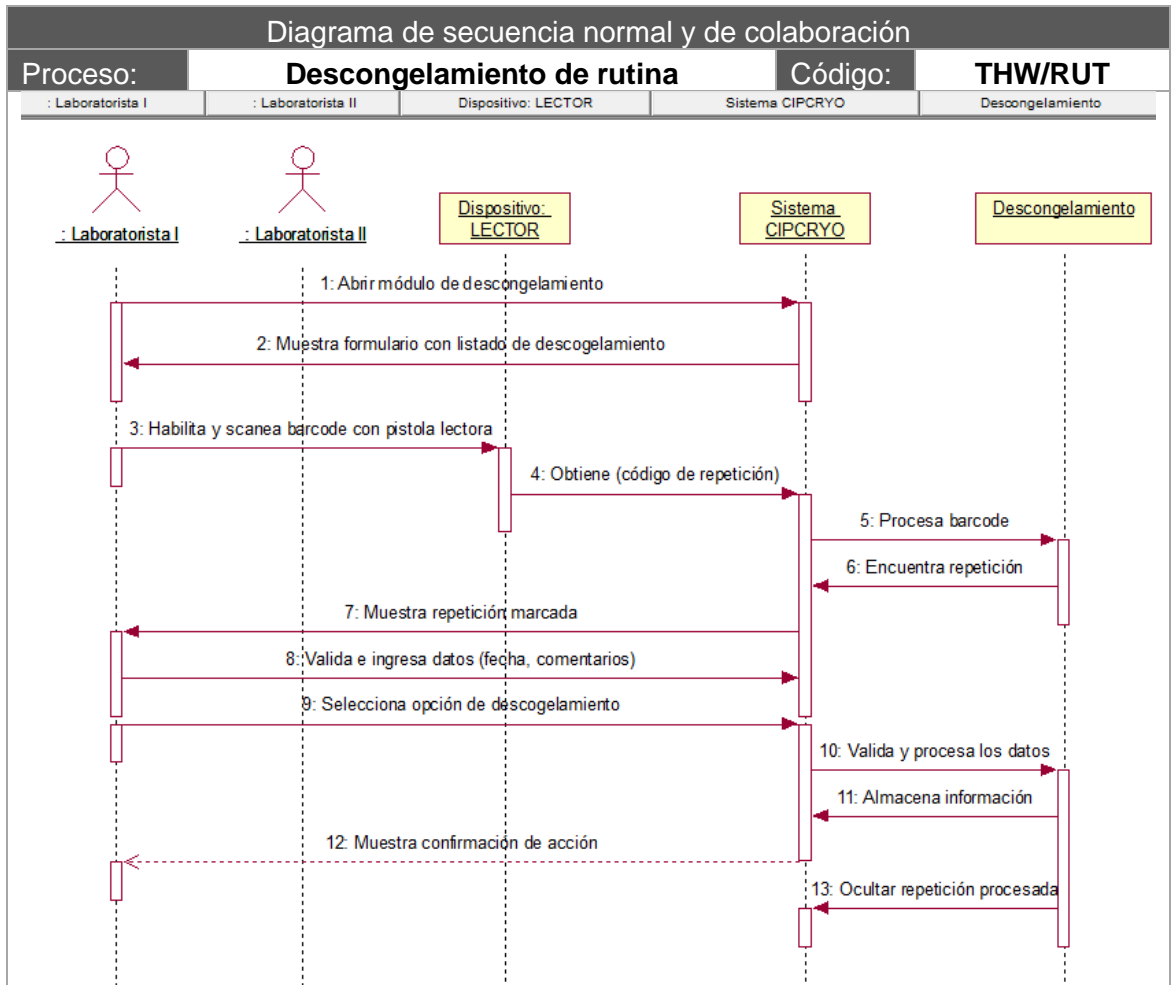 Diagrama de secuencia normal y de colaboración
Proceso: Descongelamiento de rutina Código: THW/RUT
: Laboratorista I : Laboratorista II Dispositivo: LECTOR Sistema CIPCRYO Descongelamiento
: Laboratorista I
: Laboratorista II
Dispositivo:
LECTOR
Sistema
CIPCRYO
Descongelamiento
1: Abrir módulo de descongelamiento
2: Muestra formulario con listado de descogelamiento
3: Habilita y scanea barcode con pistola lectora
4: Obtiene (código de repetición)
5: Procesa barcode
6: Encuentra repetición
7: Muestra repetición marcada
8: Valida e ingresa datos (fecha, comentarios)
9: Selecciona opción de descogelamiento
10: Valida y procesa los datos
11: Almacena información
12: Muestra confirmación de acción
13: Ocultar repetición procesada